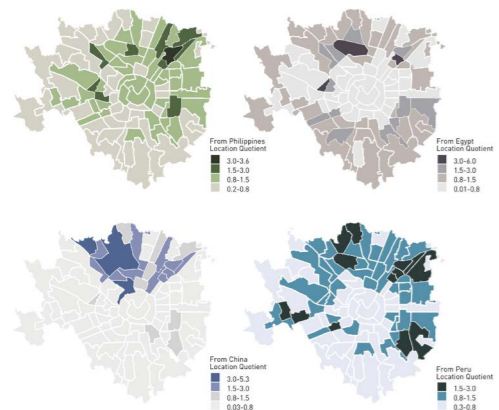 From Philippines
Location Quotient
3.0-3.6
1.5-3.0
0.8-1.5
0.2-0.8
From Egypt
Location Quotient
3.0-6.0
1.5-3.0
0.8-1.5
0.01-0.8
From China
Location Quotient
3.0-5.3
1.5-3.0
0.8-1.5
0.03-0.8
From Peru
Location Quotient
1.5-3.0
0.8-1.5
0.3-0.8